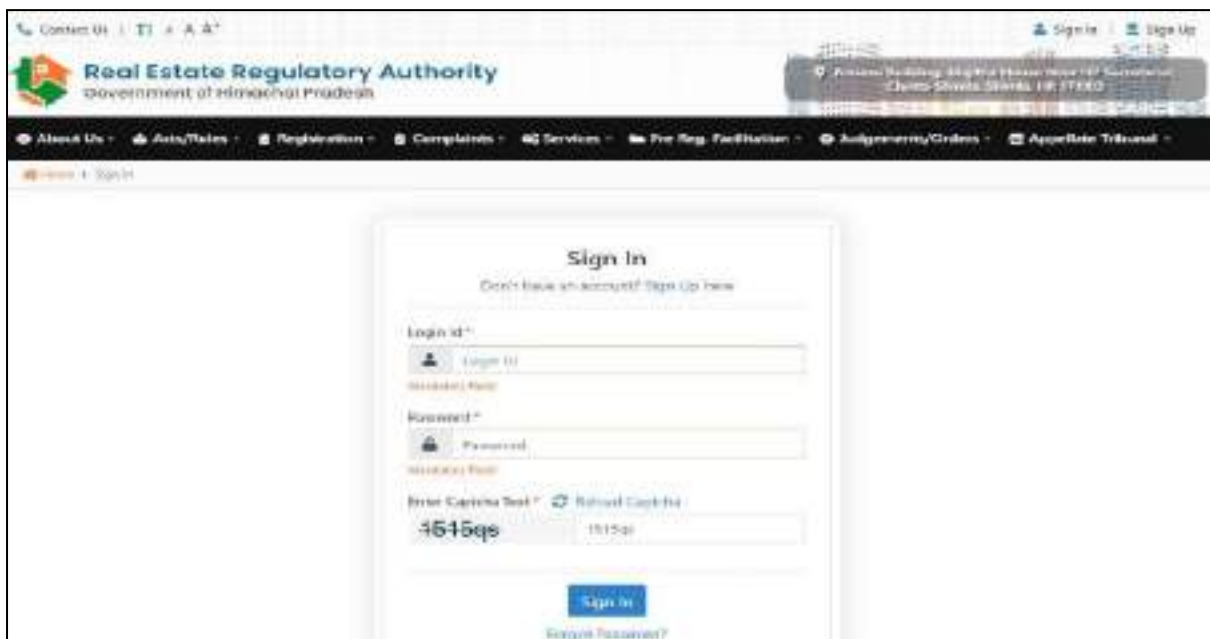 Contact Us | TI A A A+
Sign In | Sign Up
Real Estate Regulatory Authority
Government of Himachal Pradesh
About Us Acts/Rules Registration Complaints Services Pre Reg. Facilitation Judgements/Orders Appellate Tribunal
Home Sign In
Sign In
Don't have an account? Sign Up here
Login Id *
Login Id
Mandatory Field
Password *
Password
Mandatory Field
Enter Captcha Text * Reload Captcha
1515qs 1515qs
Sign In
Forgot Password?